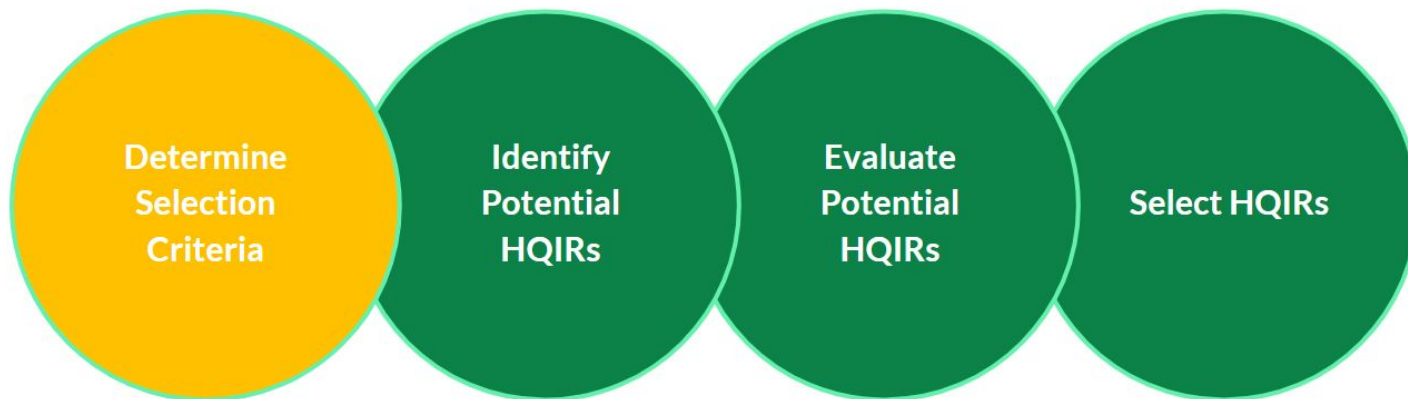 Determine
Selection
Criteria
Identify
Potential
HQIRs
Evaluate
Potential
HQIRs
Select HQIRs